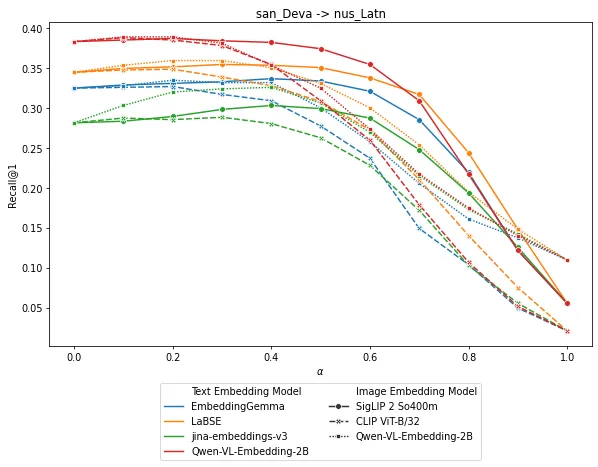 san_Deva -> nus_Latn
Recall@1
0.40
0.35
0.30
0.25
0.20
0.15
0.10
0.05
0.0 0.2 0.4 0.6 0.8 1.0
α
Text Embedding Model
EmbeddingGemma
LaBSE
jina-embeddings-v3
Qwen-VL-Embedding-2B
Image Embedding Model
SigLIP 2 So400m
CLIP ViT-B/32
Qwen-VL-Embedding-2B